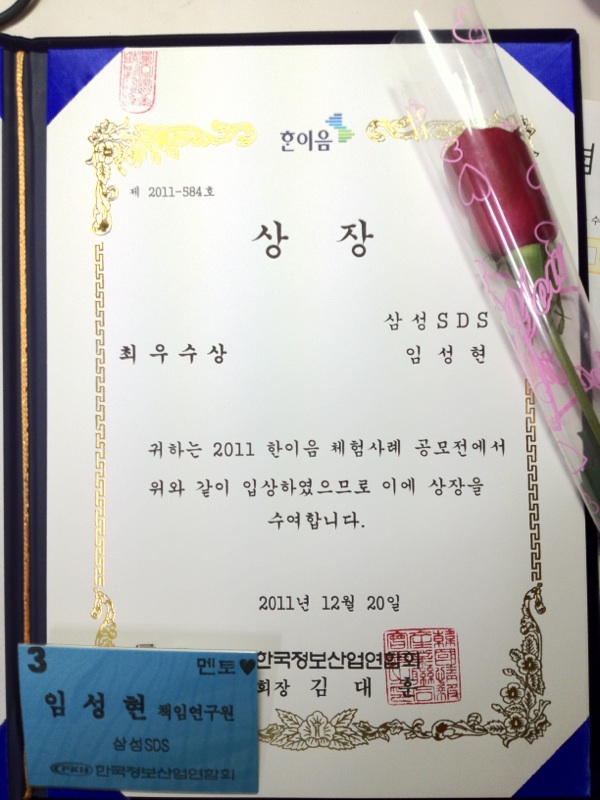 한이음
제 2011-584호
상 장
삼성SDS
최우수상
임성현
귀하는 2011 한이음 체험사례 공모전에서
위와 같이 입상하였으므로 이에 상장을
수여합니다.
2011년 12월 20일
한국정보산업연합회
회장 김대훈
3
멘토♥
임성현 책임연구원
삼성SDS
FKII 한국정보산업연합회